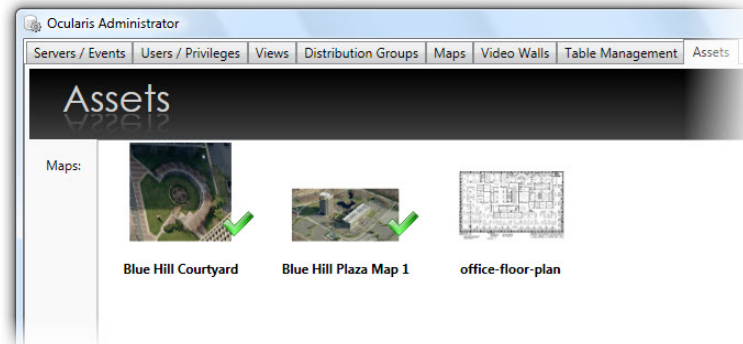 Ocularis Administrator
Servers / Events Users / Privileges Views Distribution Groups Maps Video Walls Table Management Assets
Assets
Maps:
Blue Hill Courtyard Blue Hill Plaza Map 1 office-floor-plan